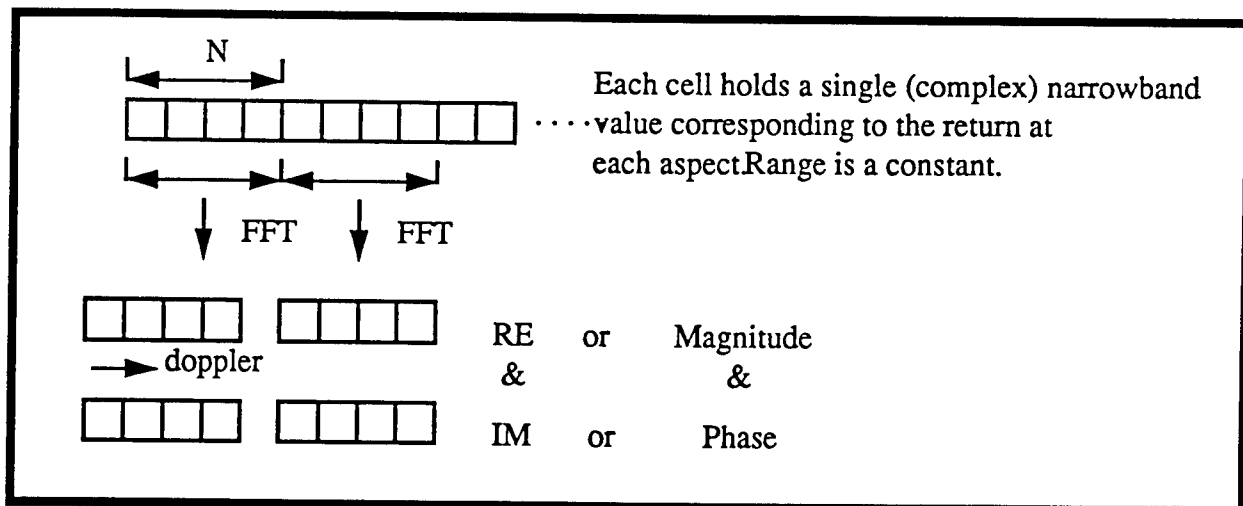 N
Each cell holds a single (complex) narrowband
....value corresponding to the return at
each aspect.Range is a constant.
FFT FFT
RE or Magnitude
doppler
& &
IM or Phase